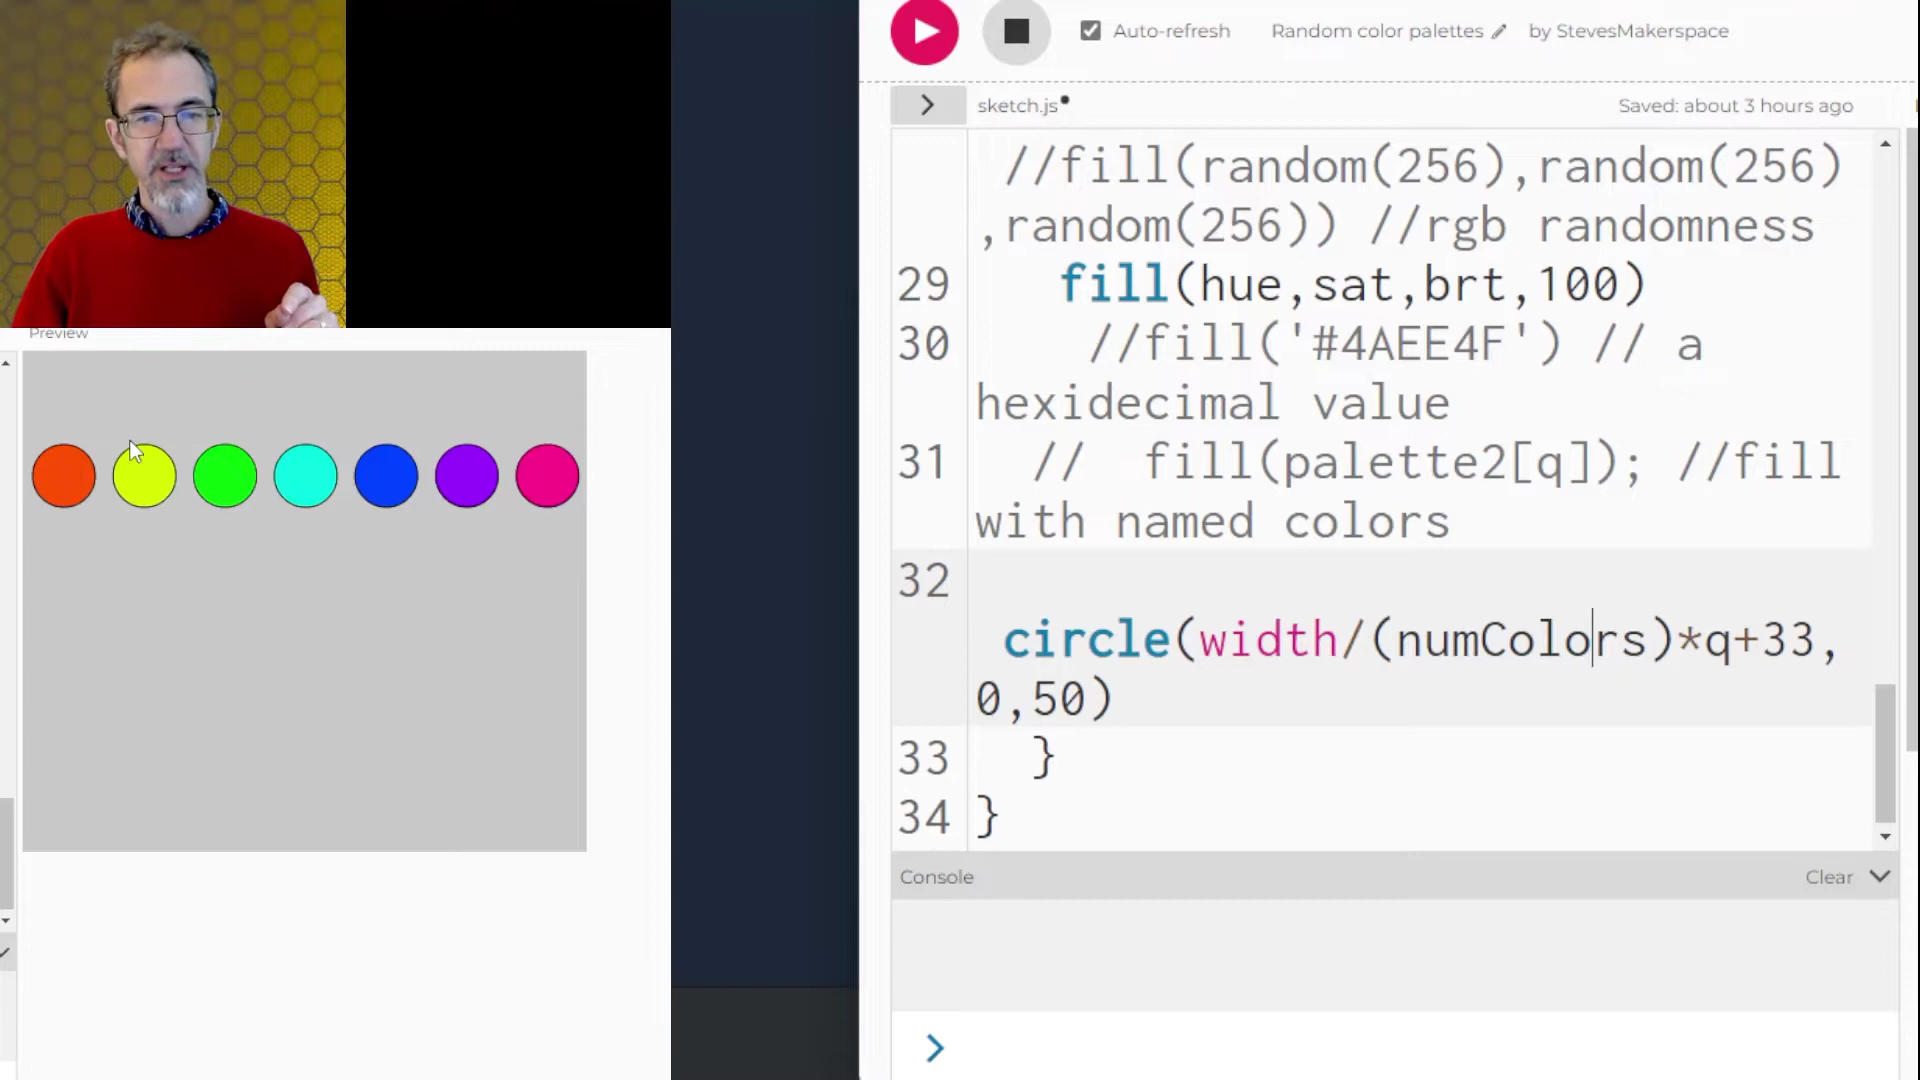 Auto-refresh
Random color palettes
by StevesMakerspace
sketch.js
Saved: about 3 hours ago
//fill(random(256),random(256)
,random(256)) //rgb randomness
29 fill(hue,sat,brt,100)
30 //fill('#4AEE4F') // a
hexidecimal value
31 // fill(palette2[q]); //fill
with named colors
32
circle(width/(numColors)*q+33,
0,50)
33 }
34 }
Console
Clear
>
Preview